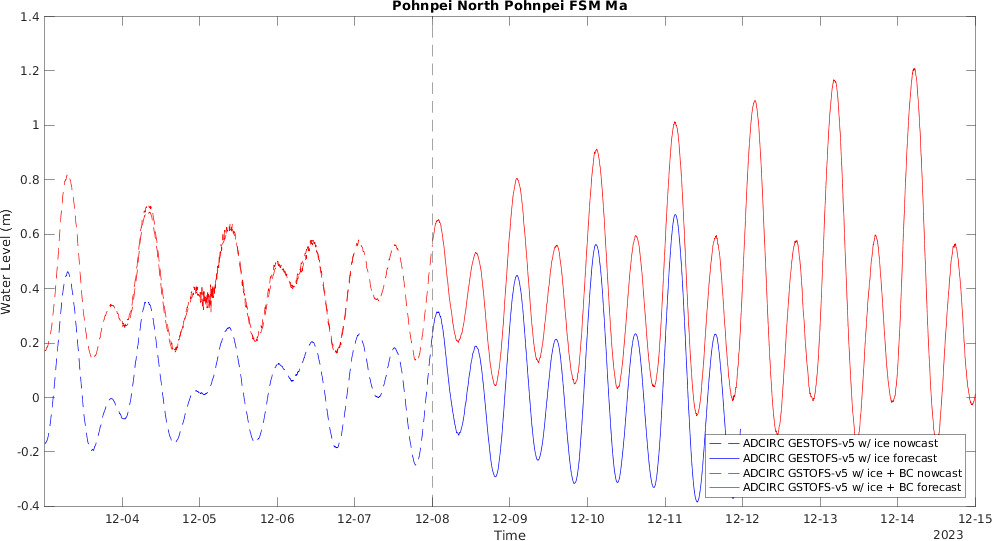 Pohnpei North Pohnpei FSM Ma
1.4
1.2
1
0.8
0.6
0.4
0.2
0
-0.2
-0.4
Water Level (m)
12-04 12-05 12-06 12-07 12-08 12-09 12-10 12-11 12-12 12-13 12-14 12-15
Time
2023
ADCIRC GESTOFS-v5 w/ ice nowcast
ADCIRC GESTOFS-v5 w/ ice forecast
ADCIRC GSTOFS-v5 w/ ice + BC nowcast
ADCIRC GSTOFS-v5 w/ ice + BC forecast